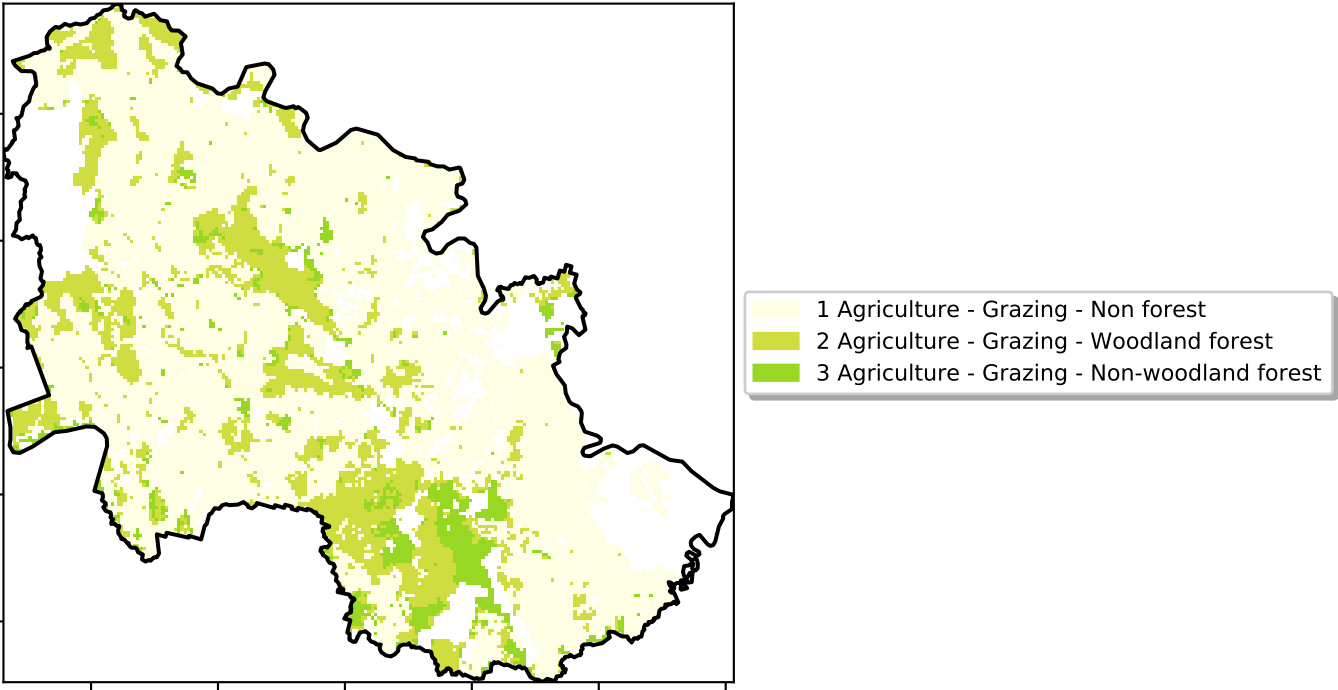 1 Agriculture - Grazing - Non forest
2 Agriculture - Grazing - Woodland forest
3 Agriculture - Grazing - Non-woodland forest